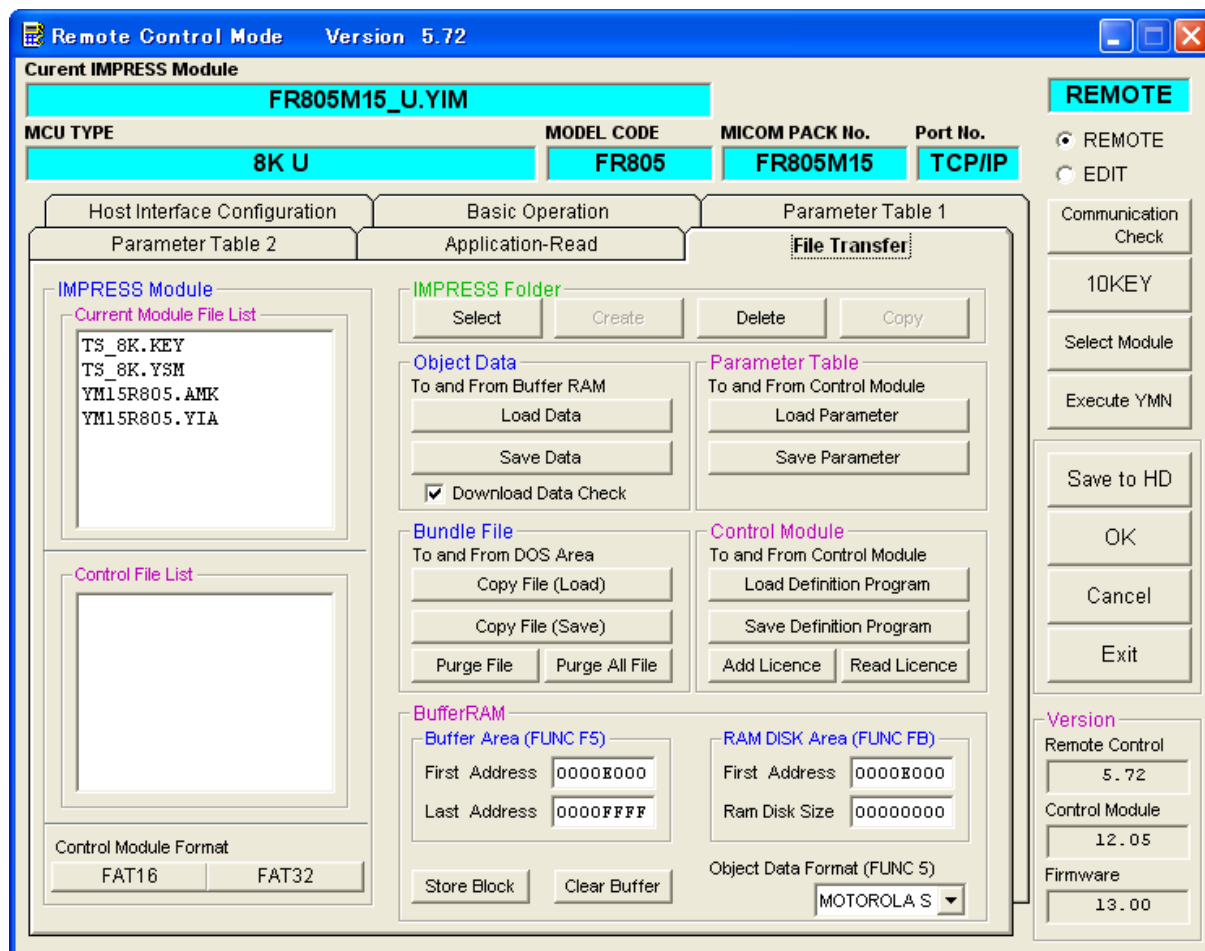 Remote Control Mode Version 5.72
Curent IMPRESS Module
FR805M15_U.YIM
REMOTE
MCU TYPE MODEL CODE MICOM PACK No. Port No.
8K U FR805 FR805M15 TCP/IP
REMOTE
EDIT
Host Interface Configuration Basic Operation Parameter Table 1
Parameter Table 2 Application-Read File Transfer
Communication Check
10KEY
Select Module
Execute YMN
IMPRESS Module
Current Module File List
TS_8K.KEY
TS_8K.YSM
YM15R805.AMK
YM15R805.YIA
Control File List
Control Module Format
FAT16 FAT32
IMPRESS Folder
Select Create Delete Copy
Object Data
To and From Buffer RAM
Load Data
Save Data
Download Data Check
Parameter Table
To and From Control Module
Load Parameter
Save Parameter
Bundle File
To and From DOS Area
Copy File (Load)
Copy File (Save)
Purge File Purge All File
Control Module
To and From Control Module
Load Definition Program
Save Definition Program
Add Licence Read Licence
BufferRAM
Buffer Area (FUNC F5)
First Address 0000E000
Last Address 0000FFFF
RAM DISK Area (FUNC FB)
First Address 0000E000
Ram Disk Size 00000000
Store Block Clear Buffer
Object Data Format (FUNC 5)
MOTOROLA S
Save to HD
OK
Cancel
Exit
Version
Remote Control
5.72
Control Module
12.05
Firmware
13.00